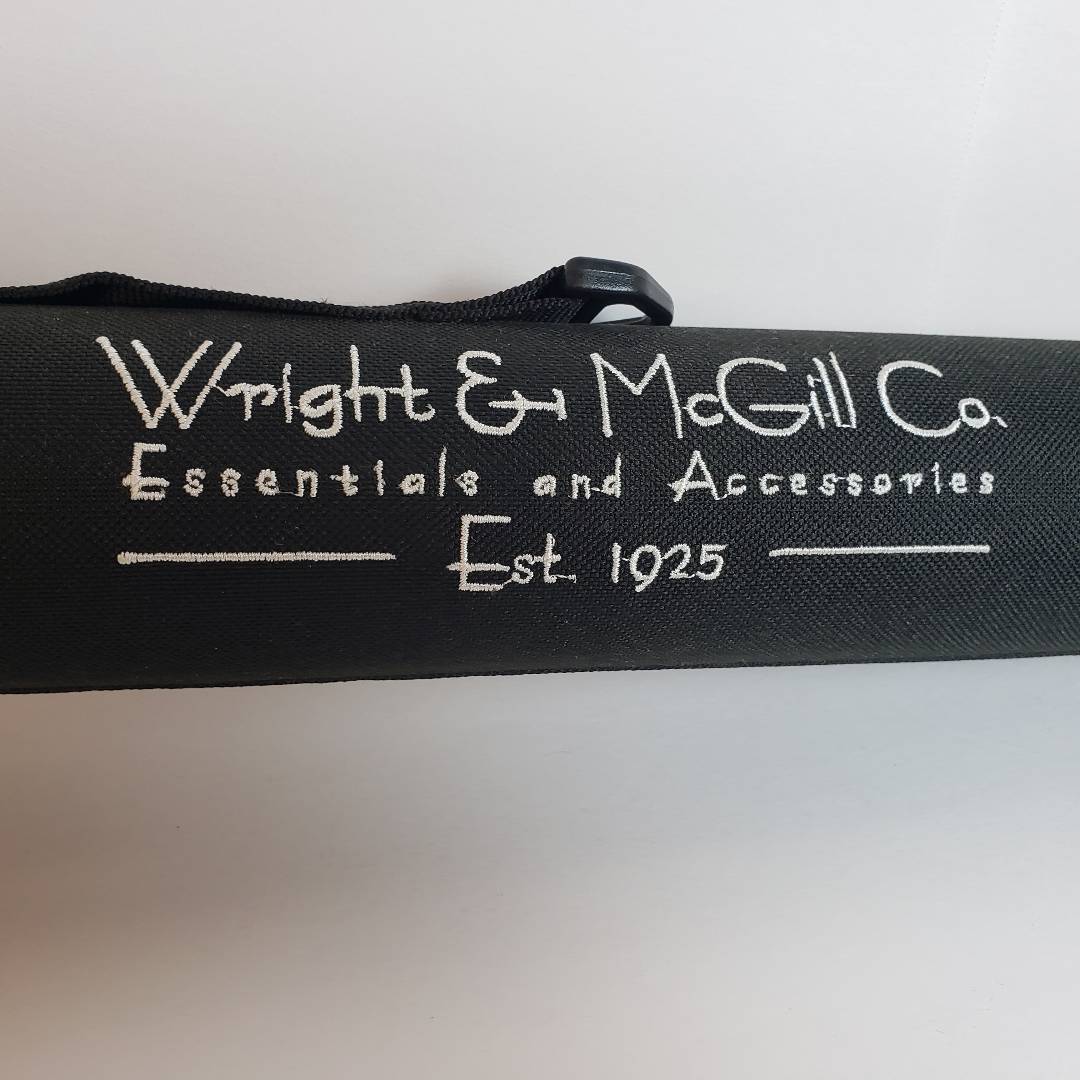 Wright & McGill Co.
Essentials and Accessories
Est. 1925